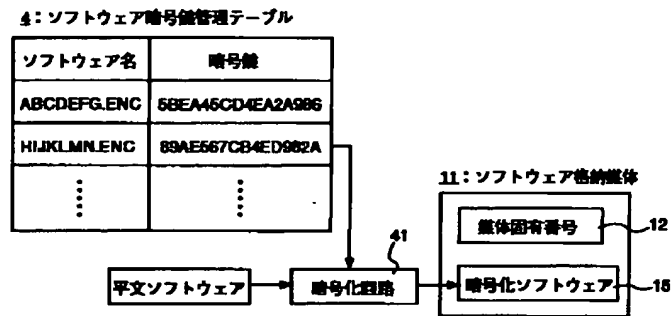 4：ソフトウェア暗号鍵管理テーブル
ソフトウェア名 暗号鍵
ABCDEFG.ENC 5BEA45CD4EA2A986
HIJKLMN.ENC 89AE567CB4ED982A
11：ソフトウェア格納媒体
媒体固有番号 12
41
平文ソフトウェア 暗号化回路 暗号化ソフトウェア 15